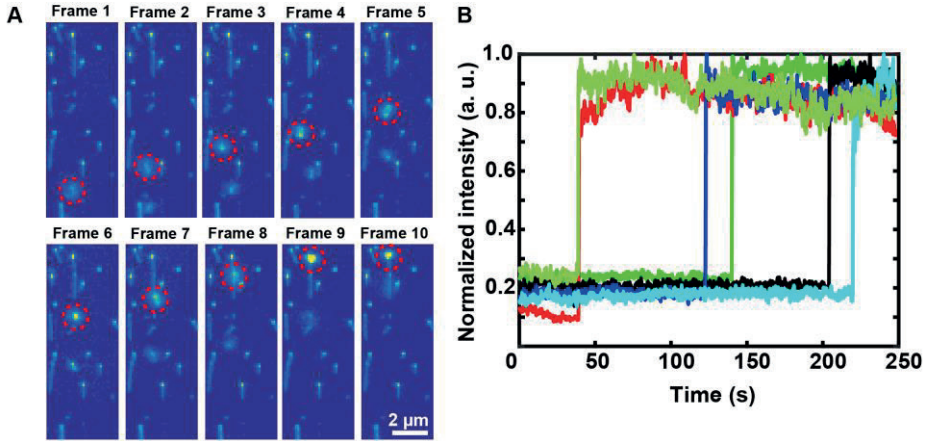 A
Frame 1 Frame 2 Frame 3 Frame 4 Frame 5
Frame 6 Frame 7 Frame 8 Frame 9 Frame 10
2 µm
B
Normalized intensity (a. u.)
1.0
0.8
0.6
0.4
0.2
0 50 100 150 200 250
Time (s)